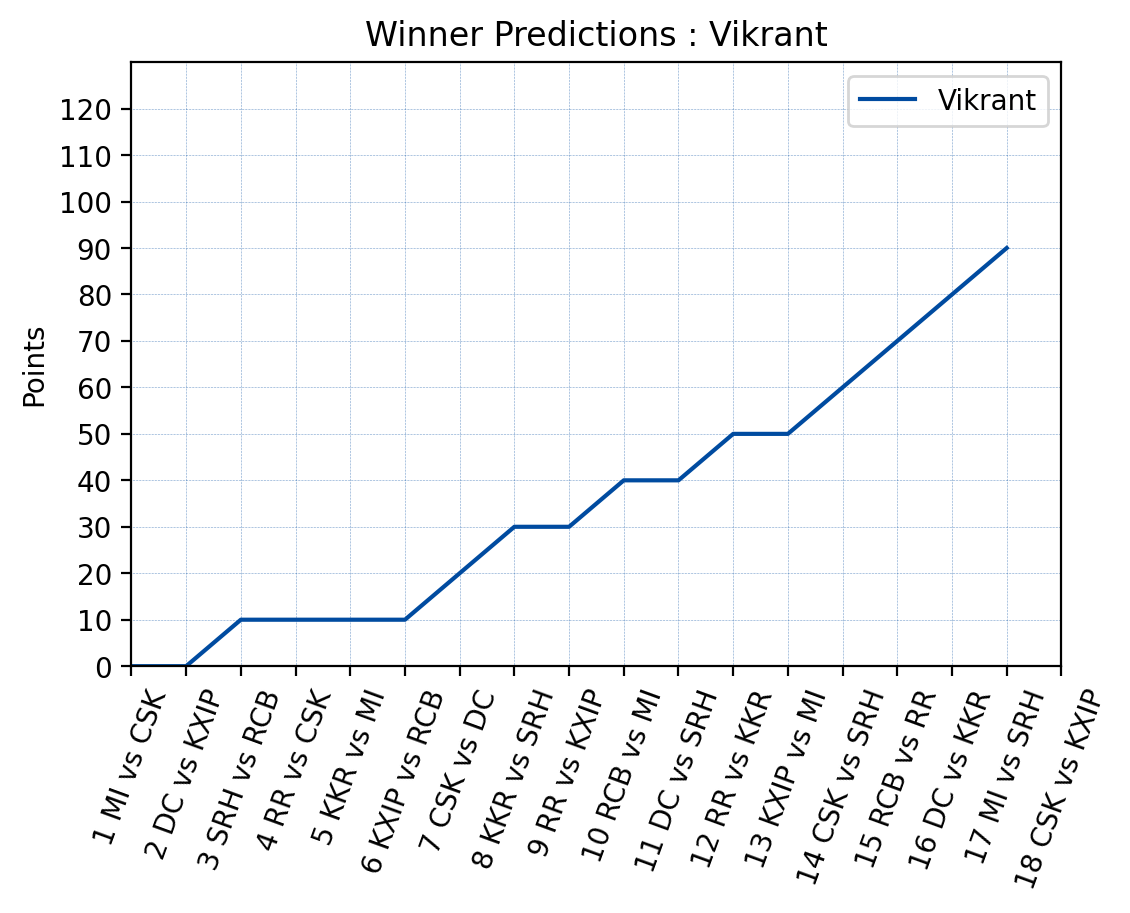 Winner Predictions : Vikrant
Vikrant
Points
120
110
100
90
80
70
60
50
40
30
20
10
0
1 MI vs CSK
2 DC vs KXIP
3 SRH vs RCB
4 RR vs CSK
5 KKR vs MI
6 KXIP vs RCB
7 CSK vs DC
8 KKR vs SRH
9 RR vs KXIP
10 RCB vs MI
11 DC vs SRH
12 RR vs KKR
13 KXIP vs MI
14 CSK vs SRH
15 RCB vs RR
16 DC vs KKR
17 MI vs SRH
18 CSK vs KXIP